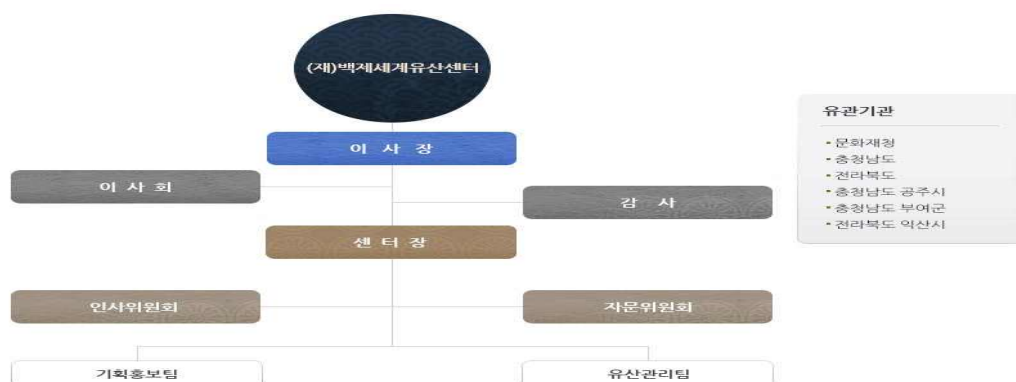 (재)백제세계유산센터
이 사 장
이 사 회
감 사
센 터 장
인사위원회
자문위원회
기획홍보팀
유산관리팀
유관기관
• 문화재청
• 충청남도
• 전라북도
• 충청남도 공주시
• 충청남도 부여군
• 전라북도 익산시